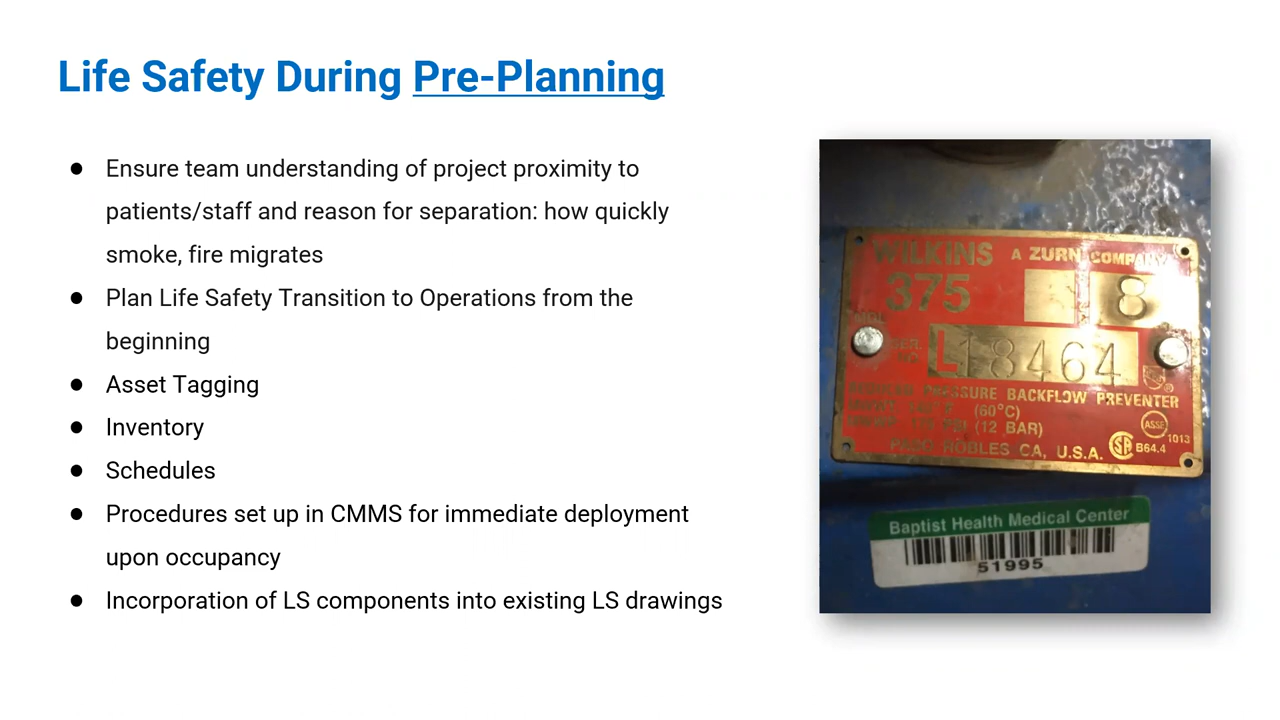 Life Safety During Pre-Planning
● Ensure team understanding of project proximity to
patients/staff and reason for separation: how quickly
smoke, fire migrates
● Plan Life Safety Transition to Operations from the
beginning
● Asset Tagging
● Inventory
● Schedules
● Procedures set up in CMMS for immediate deployment
upon occupancy
● Incorporation of LS components into existing LS drawings
WILKINS A ZURN COMPANY
375 8
L18464
PRESSURE BACKFLOW PREVENTER
(60°C)
PSI (12 BAR)
ASSE
1013
PASO ROBLES CA, U.S.A. B64.4
Baptist Health Medical Center
51995